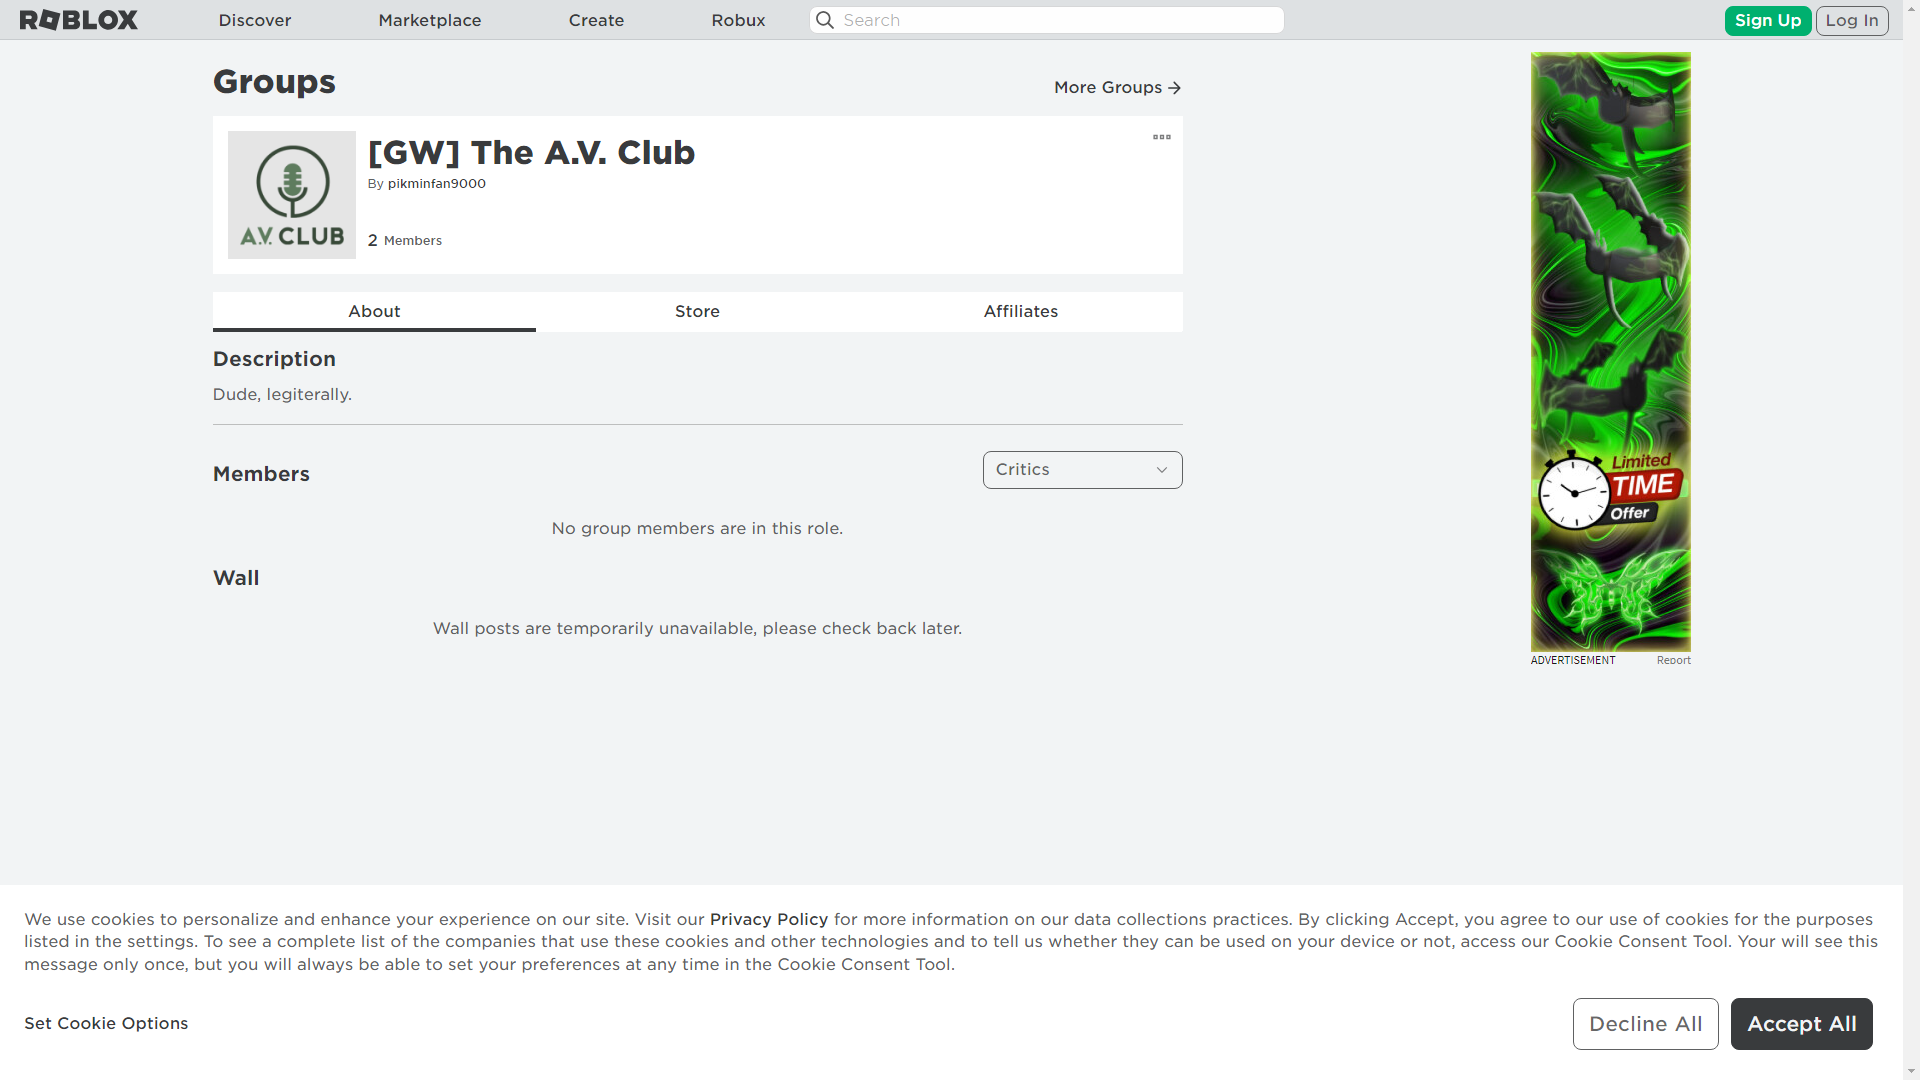 ROBLOX
Discover
Marketplace
Create
Robux
Search
Sign Up
Log In
Groups
More Groups
[GW] The A.V. Club
By pikminfan9000
2 Members
A.V. CLUB
About
Store
Affiliates
Description
Dude, legiterally.
Members
Critics
No group members are in this role.
Wall
Wall posts are temporarily unavailable, please check back later.
Limited
TIME
Offer
ADVERTISEMENT
Report
We use cookies to personalize and enhance your experience on our site. Visit our Privacy Policy for more information on our data collections practices. By clicking Accept, you agree to our use of cookies for the purposes
listed in the settings. To see a complete list of the companies that use these cookies and other technologies and to tell us whether they can be used on your device or not, access our Cookie Consent Tool. Your will see this
message only once, but you will always be able to set your preferences at any time in the Cookie Consent Tool.
Set Cookie Options
Decline All
Accept All